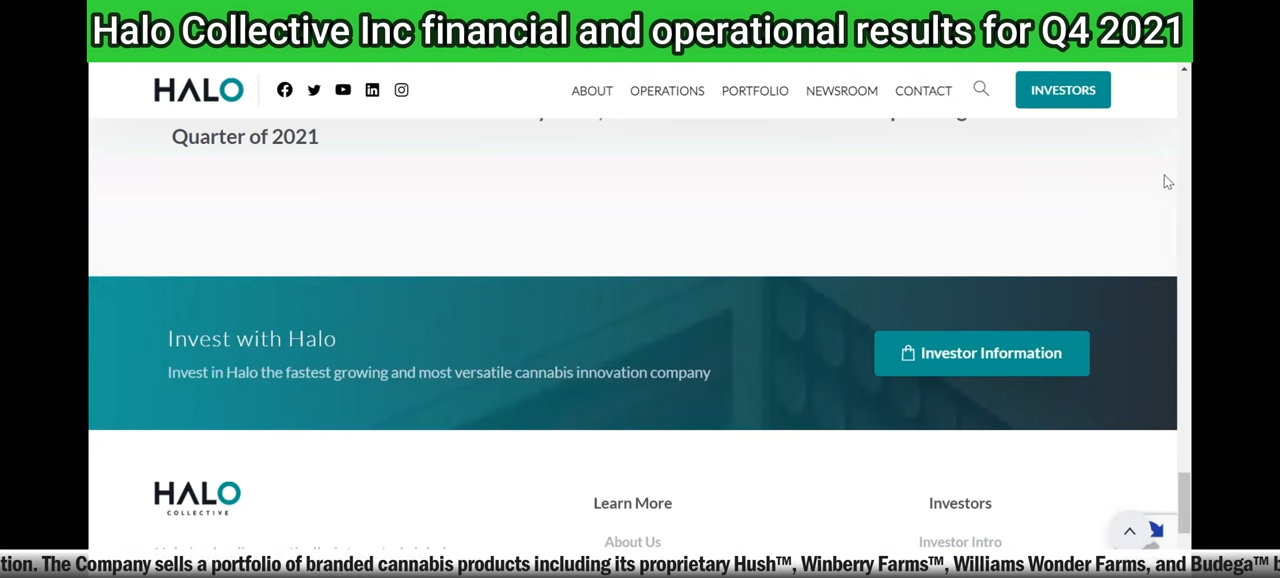 Halo Collective Inc financial and operational results for Q4 2021
HALO
ABOUT OPERATIONS PORTFOLIO NEWSROOM CONTACT INVESTORS
Quarter of 2021
Invest with Halo
Invest in Halo the fastest growing and most versatile cannabis innovation company
Investor Information
HALO
COLLECTIVE
Learn More
Investors
About Us
Investor Intro
tion. The Company sells a portfolio of branded cannabis products including its proprietary Hush™, Winberry Farms™, Williams Wonder Farms, and Budega™